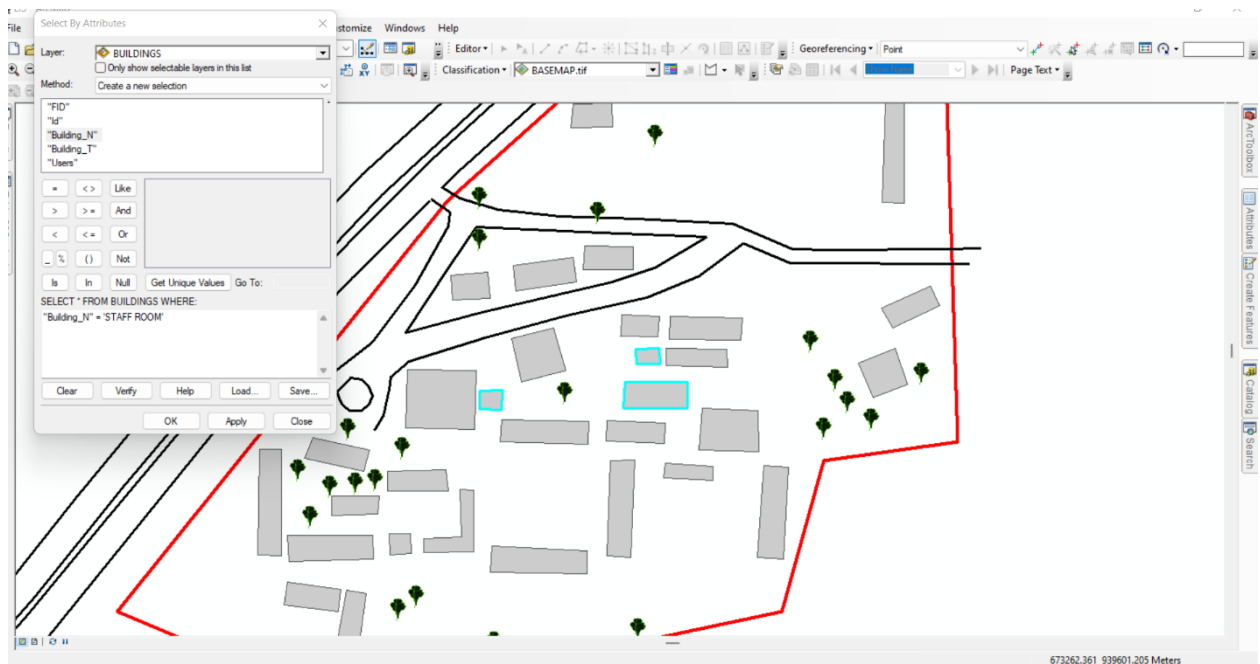 Select By Attributes
File
Customize Windows Help
Layer: BUILDINGS
Only show selectable layers in this list
Method: Create a new selection
Editor
Georeferencing Point
Classification BASEMAP.tif
Page Text
"FID"
"Id"
"Building_N"
"Building_T"
"Users"
= <> Like
> >= And
< <= Or
_ % () Not
Is In Null Get Unique Values Go To:
SELECT * FROM BUILDINGS WHERE:
"Building_N" = 'STAFF ROOM'
Clear Verify Help Load... Save...
OK Apply Close
ArcToolbox
Attributes
Create Features
Catalog
Search
673262.361 939601.205 Meters